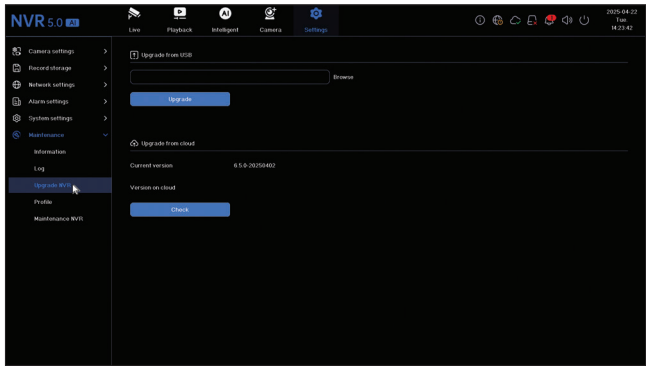 NVR 5.0 AI
Live
Playback
AI
Intelligent
Camera
Settings
2025-04-22
Tue
14:23:42
Camera settings
Record storage
Network settings
Alarm settings
System settings
Maintenance
Information
Log
Upgrade NVR
Profile
Maintenance NVR
Upgrade from USB
Browse
Upgrade
Upgrade from cloud
Current version 6.5.0-20250402
Version on cloud
Check